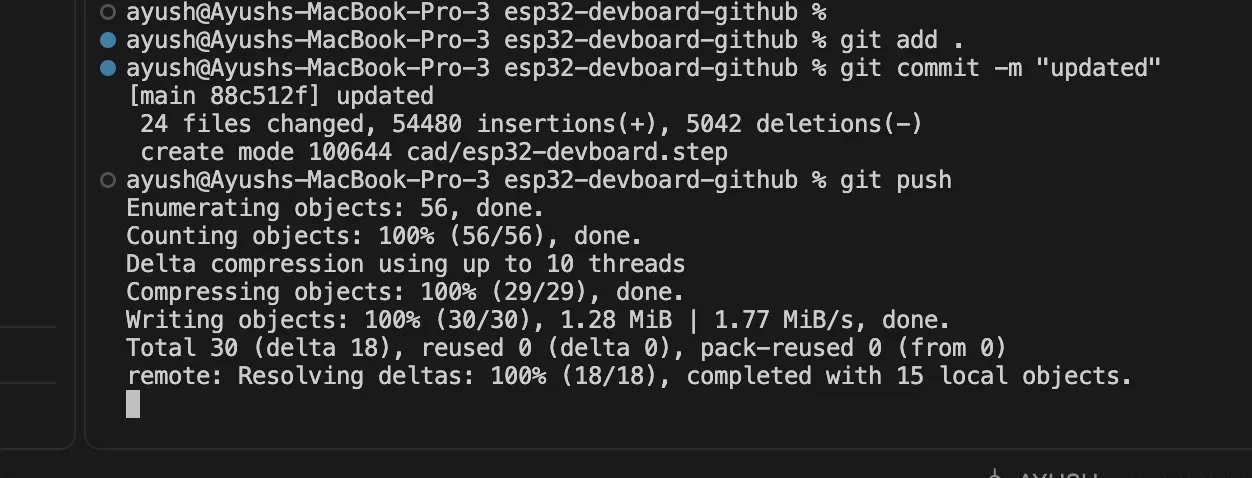 ayush@Ayushs-MacBook-Pro-3 esp32-devboard-github %
ayush@Ayushs-MacBook-Pro-3 esp32-devboard-github % git add .
ayush@Ayushs-MacBook-Pro-3 esp32-devboard-github % git commit -m "updated"
[main 88c512f] updated
 24 files changed, 54480 insertions(+), 5042 deletions(-)
 create mode 100644 cad/esp32-devboard.step
ayush@Ayushs-MacBook-Pro-3 esp32-devboard-github % git push
Enumerating objects: 56, done.
Counting objects: 100% (56/56), done.
Delta compression using up to 10 threads
Compressing objects: 100% (29/29), done.
Writing objects: 100% (30/30), 1.28 MiB | 1.77 MiB/s, done.
Total 30 (delta 18), reused 0 (delta 0), pack-reused 0 (from 0)
remote: Resolving deltas: 100% (18/18), completed with 15 local objects.
AYUSH